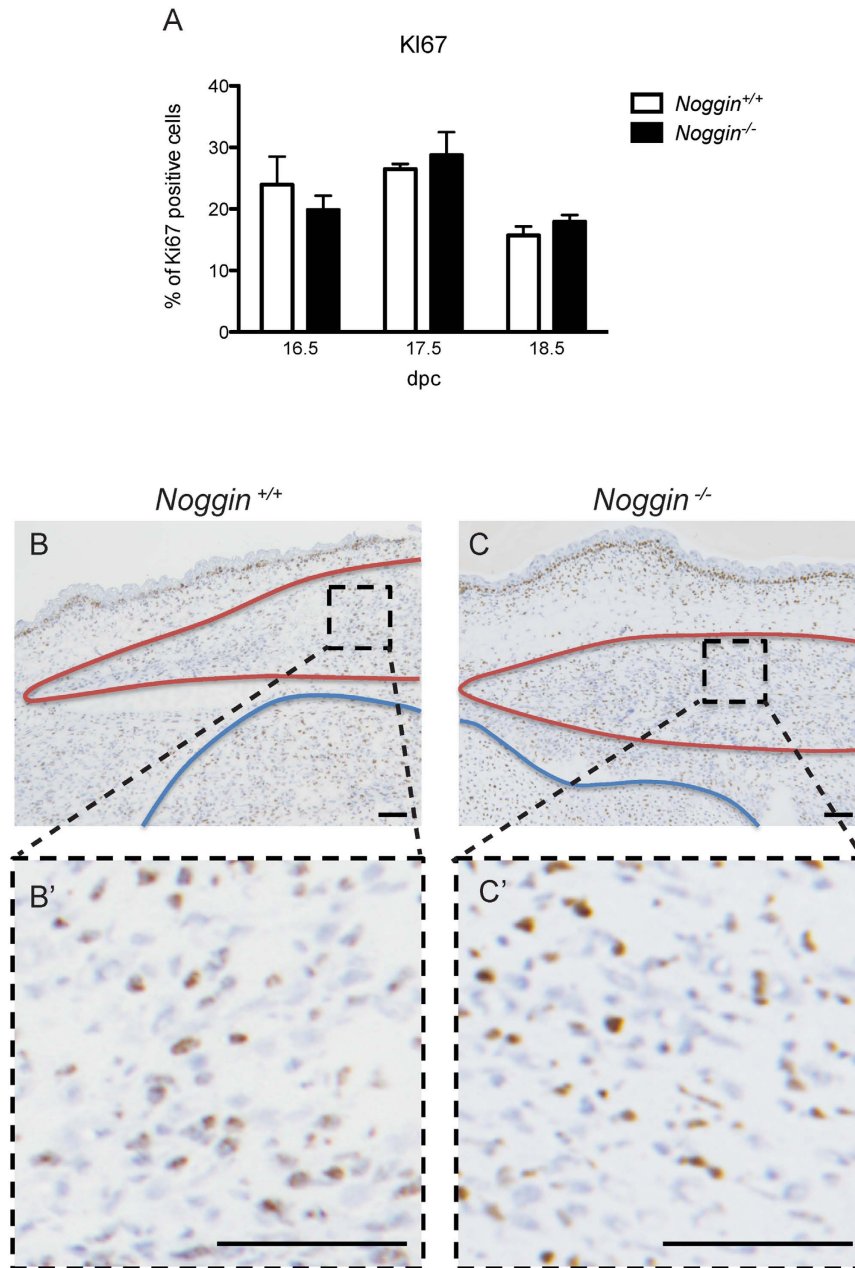 A
KI67
% of Ki67 positive cells
40
30
20
10
0
16.5
17.5
18.5
dpc
Noggin+/+
Noggin-/-
Noggin +/+
Noggin -/-
B
C
B'
C'